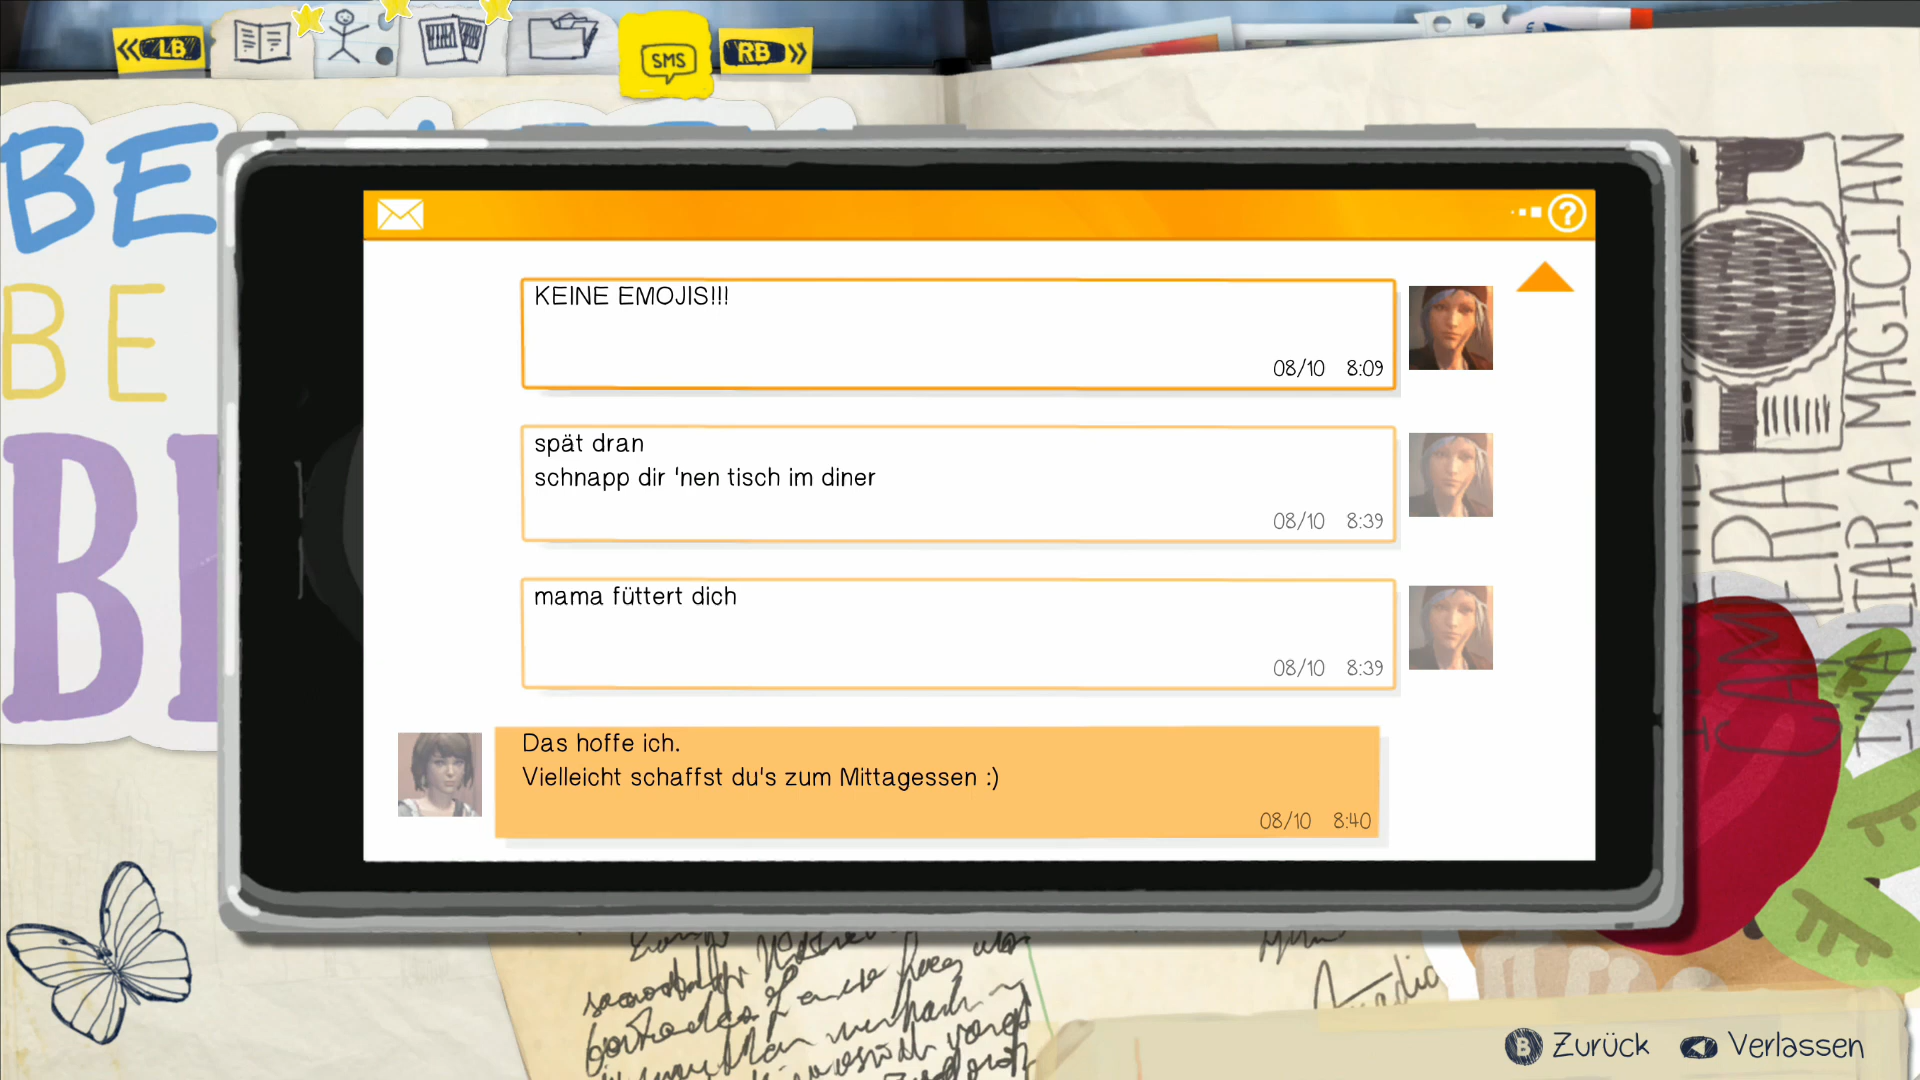 LB
SMS
RB
BE
BE
KEINE EMOJIS!!!
08/10 8:09
spät dran
schnapp dir 'nen tisch im diner
08/10 8:39
mama füttert dich
08/10 8:39
Das hoffe ich.
Vielleicht schaffst du's zum Mittagessen :)
08/10 8:40
CAMERA
I'M A LIAR, A MAGICIAN
B Zurück
Verlassen